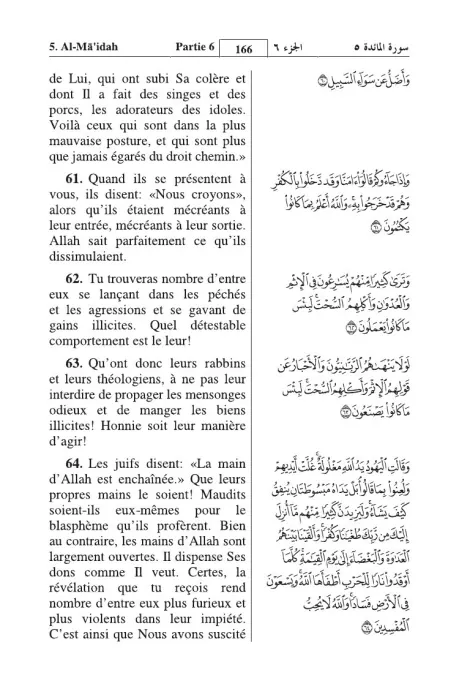 5. Al-Mā’idah Partie 6 166 الجزء ٦ سورة المائدة ٥
de Lui, qui ont subi Sa colère et
dont Il a fait des singes et des
porcs, les adorateurs des idoles.
Voilà ceux qui sont dans la plus
mauvaise posture, et qui sont plus
que jamais égarés du droit chemin.»
61. Quand ils se présentent à
vous, ils disent: «Nous croyons»,
alors qu’ils étaient mécréants à
leur entrée, mécréants à leur sortie.
Allah sait parfaitement ce qu’ils
dissimulaient.
62. Tu trouveras nombre d’entre
eux se lançant dans les péchés
et les agressions et se gavant de
gains illicites. Quel détestable
comportement est le leur!
63. Qu’ont donc leurs rabbins
et leurs théologiens, à ne pas leur
interdire de propager les mensonges
odieux et de manger les biens
illicites! Honnie soit leur manière
d’agir!
64. Les juifs disent: «La main
d’Allah est enchaînée.» Que leurs
propres mains le soient! Maudits
soient-ils eux-mêmes pour le
blasphème qu’ils profèrent. Bien
au contraire, les mains d’Allah sont
largement ouvertes. Il dispense Ses
dons comme Il veut. Certes, la
révélation que tu reçois rend
nombre d’entre eux plus furieux et
plus violents dans leur impiété.
C’est ainsi que Nous avons suscité
وَأَضَلُّ عَن سَوَآءِ ٱلسَّبِيلِ ٦٠
وَإِذَا جَآءُوكُمْ قَالُوٓا۟ ءَامَنَّا وَقَد دَّخَلُوا۟ بِٱلْكُفْرِ
وَهُمْ قَدْ خَرَجُوا۟ بِهِۦ وَٱللَّهُ أَعْلَمُ بِمَا كَانُوا۟
يَكْتُمُونَ ٦١
وَتَرَىٰ كَثِيرًا مِّنْهُمْ يُسَٰرِعُونَ فِى ٱلْإِثْمِ
وَٱلْعُدْوَٰنِ وَأَكْلِهِمُ ٱلسُّحْتَ لَبِئْسَ
مَا كَانُوا۟ يَعْمَلُونَ ٦٢
لَوْلَا يَنْهَىٰهُمُ ٱلرَّبَّٰنِيُّونَ وَٱلْأَحْبَارُ عَن
قَوْلِهِمُ ٱلْإِثْمَ وَأَكْلِهِمُ ٱلسُّحْتَ لَبِئْسَ
مَا كَانُوا۟ يَصْنَعُونَ ٦٣
وَقَالَتِ ٱلْيَهُودُ يَدُ ٱللَّهِ مَغْلُولَةٌ غُلَّتْ أَيْدِيهِمْ
وَلُعِنُوا۟ بِمَا قَالُوا۟ بَلْ يَدَاهُ مَبْسُوطَتَانِ يُنفِقُ
كَيْفَ يَشَآءُ وَلَيَزِيدَنَّ كَثِيرًا مِّنْهُم مَّآ أُنزِلَ
إِلَيْكَ مِن رَّبِّكَ طُغْيَٰنًا وَكُفْرًا وَأَلْقَيْنَا بَيْنَهُمُ
ٱلْعَدَٰوَةَ وَٱلْبَغْضَآءَ إِلَىٰ يَوْمِ ٱلْقِيَٰمَةِ كُلَّمَآ
أَوْقَدُوا۟ نَارًا لِّلْحَرْبِ أَطْفَأَهَا ٱللَّهُ وَيَسْعَوْنَ
فِى ٱلْأَرْضِ فَسَادًا وَٱللَّهُ لَا يُحِبُّ
ٱلْمُفْسِدِينَ ٦٤